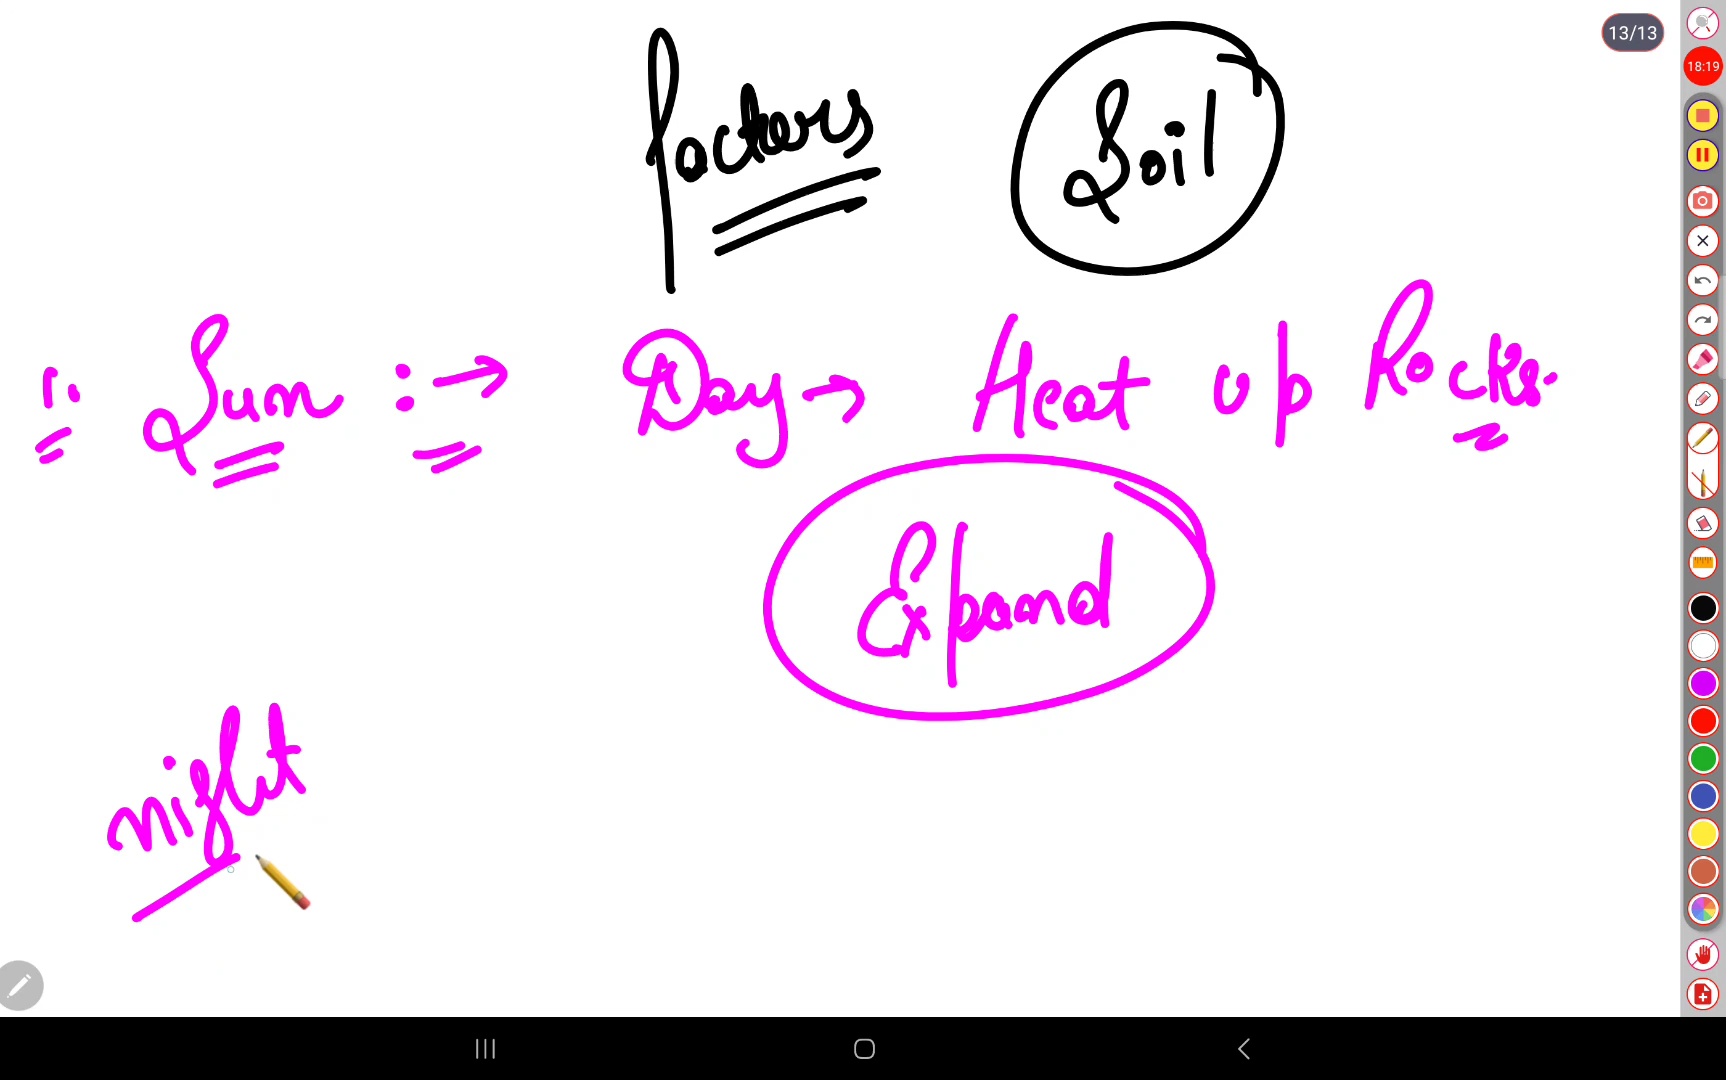 13/13
18:19
factors Soil
1. Sun :→ Day → Heat up Rocks.
Expand
night